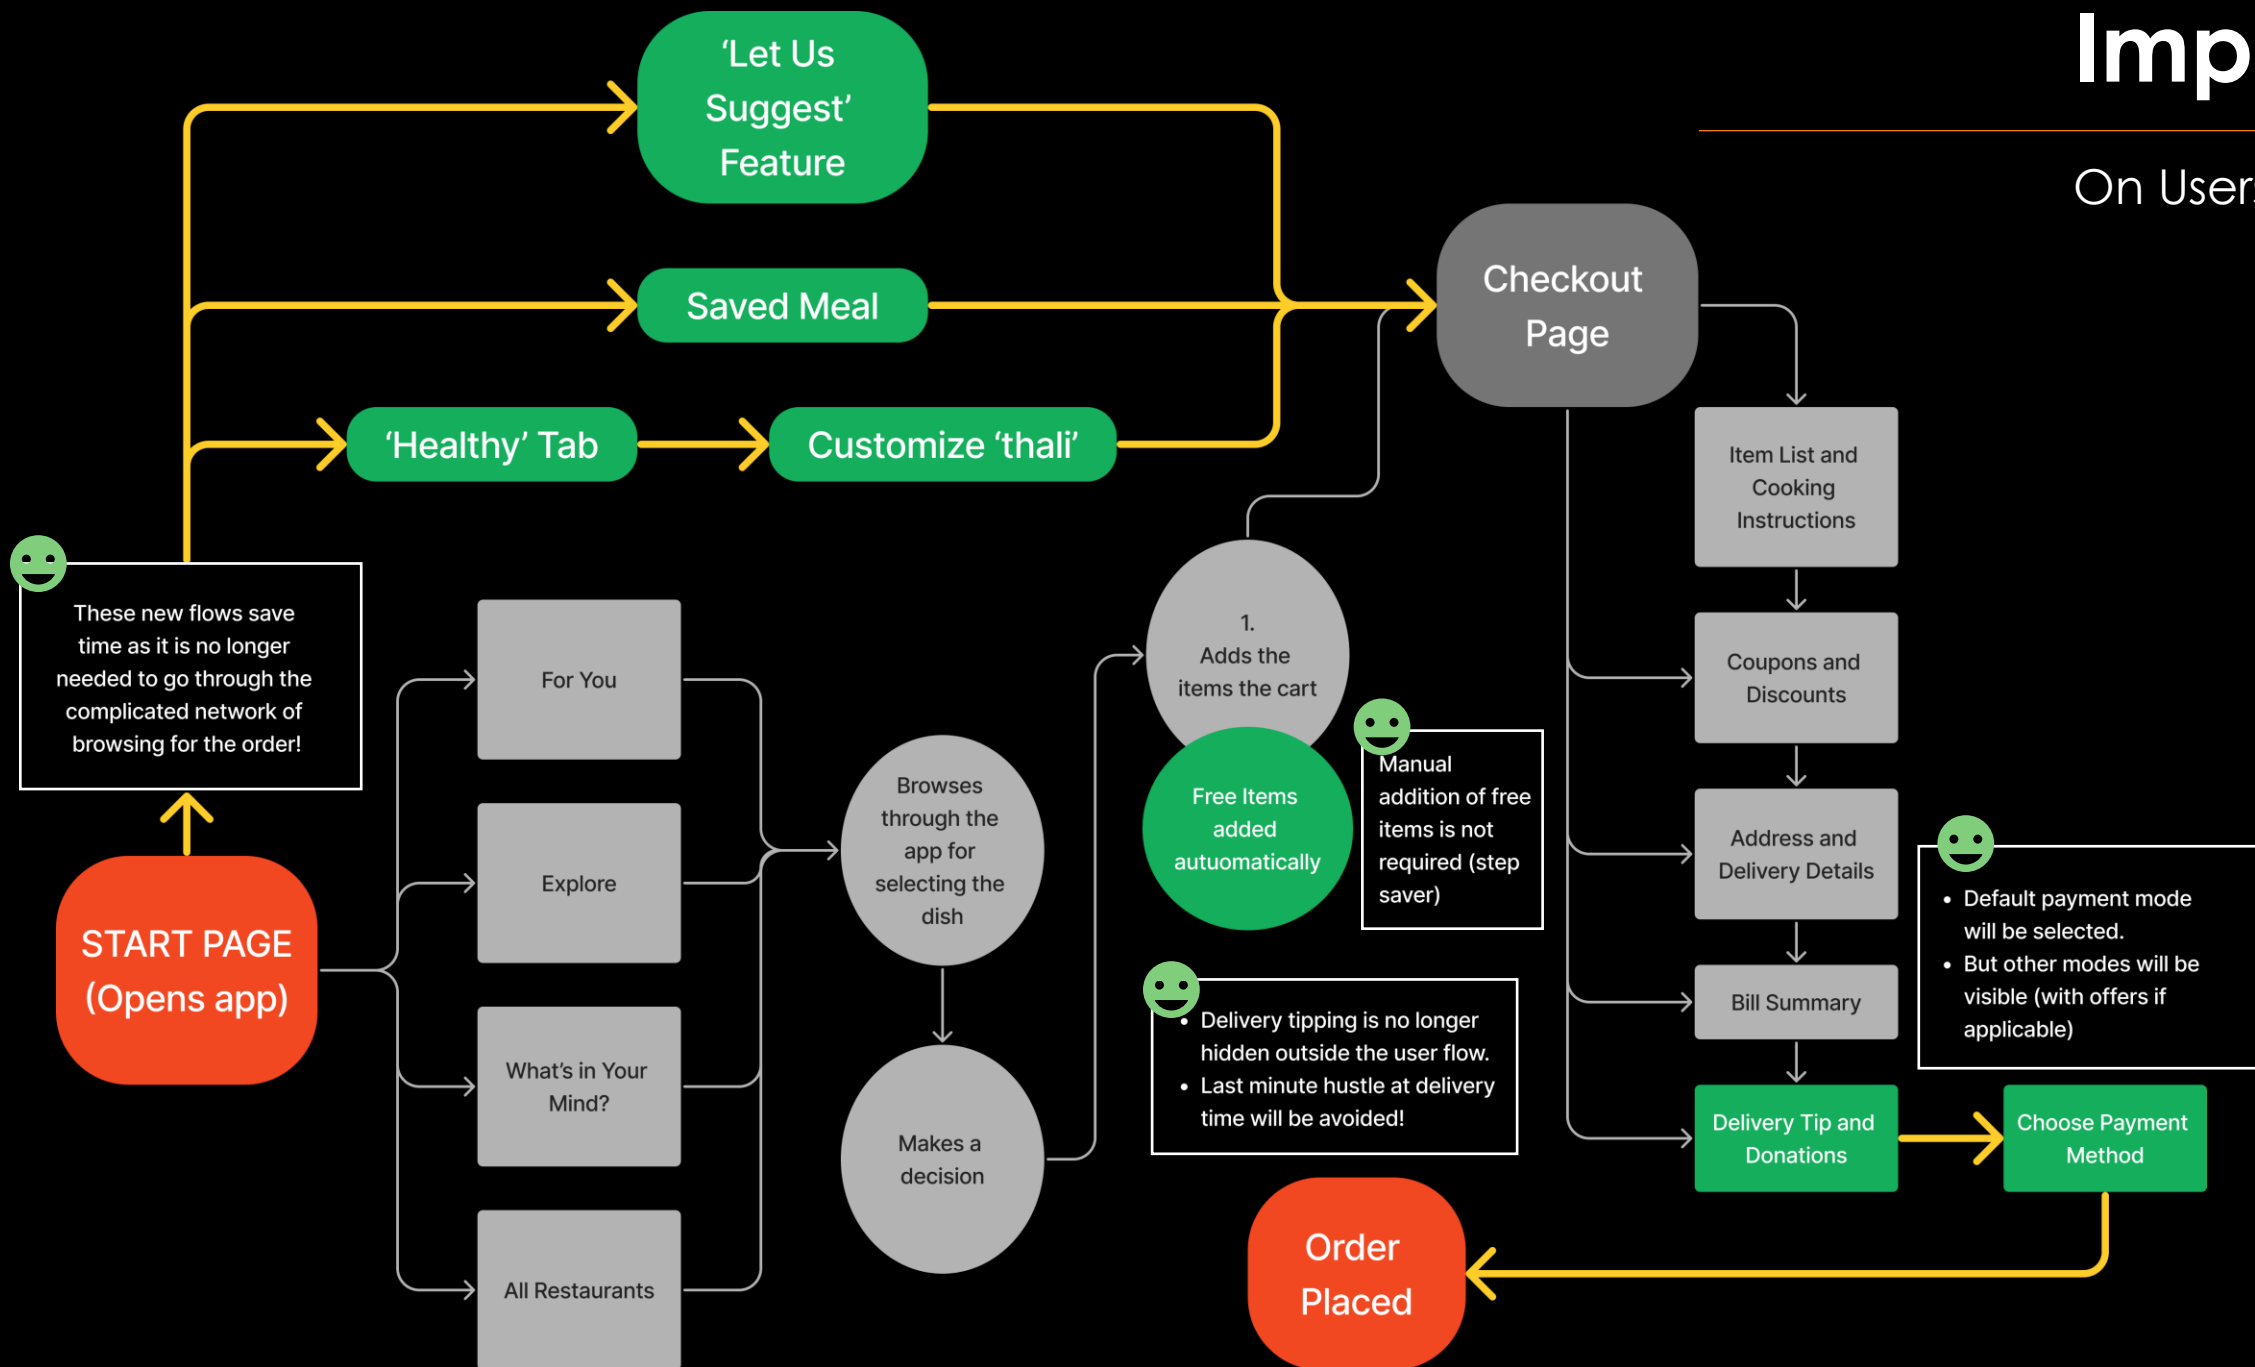 Imp
On Users
‘Let Us
Suggest’
Feature
Saved Meal
‘Healthy’ Tab
Customize ‘thali’
Checkout
Page
These new flows save
time as it is no longer
needed to go through the
complicated network of
browsing for the order!
START PAGE
(Opens app)
For You
Explore
What’s in Your
Mind?
All Restaurants
Browses
through the
app for
selecting the
dish
Makes a
decision
1.
Adds the
items the cart
Free Items
added
autuomatically
Manual
addition of free
items is not
required (step
saver)
• Delivery tipping is no longer
hidden outside the user flow.
• Last minute hustle at delivery
time will be avoided!
Item List and
Cooking
Instructions
Coupons and
Discounts
Address and
Delivery Details
Bill Summary
Delivery Tip and
Donations
• Default payment mode
will be selected.
• But other modes will be
visible (with offers if
applicable)
Choose Payment
Method
Order
Placed